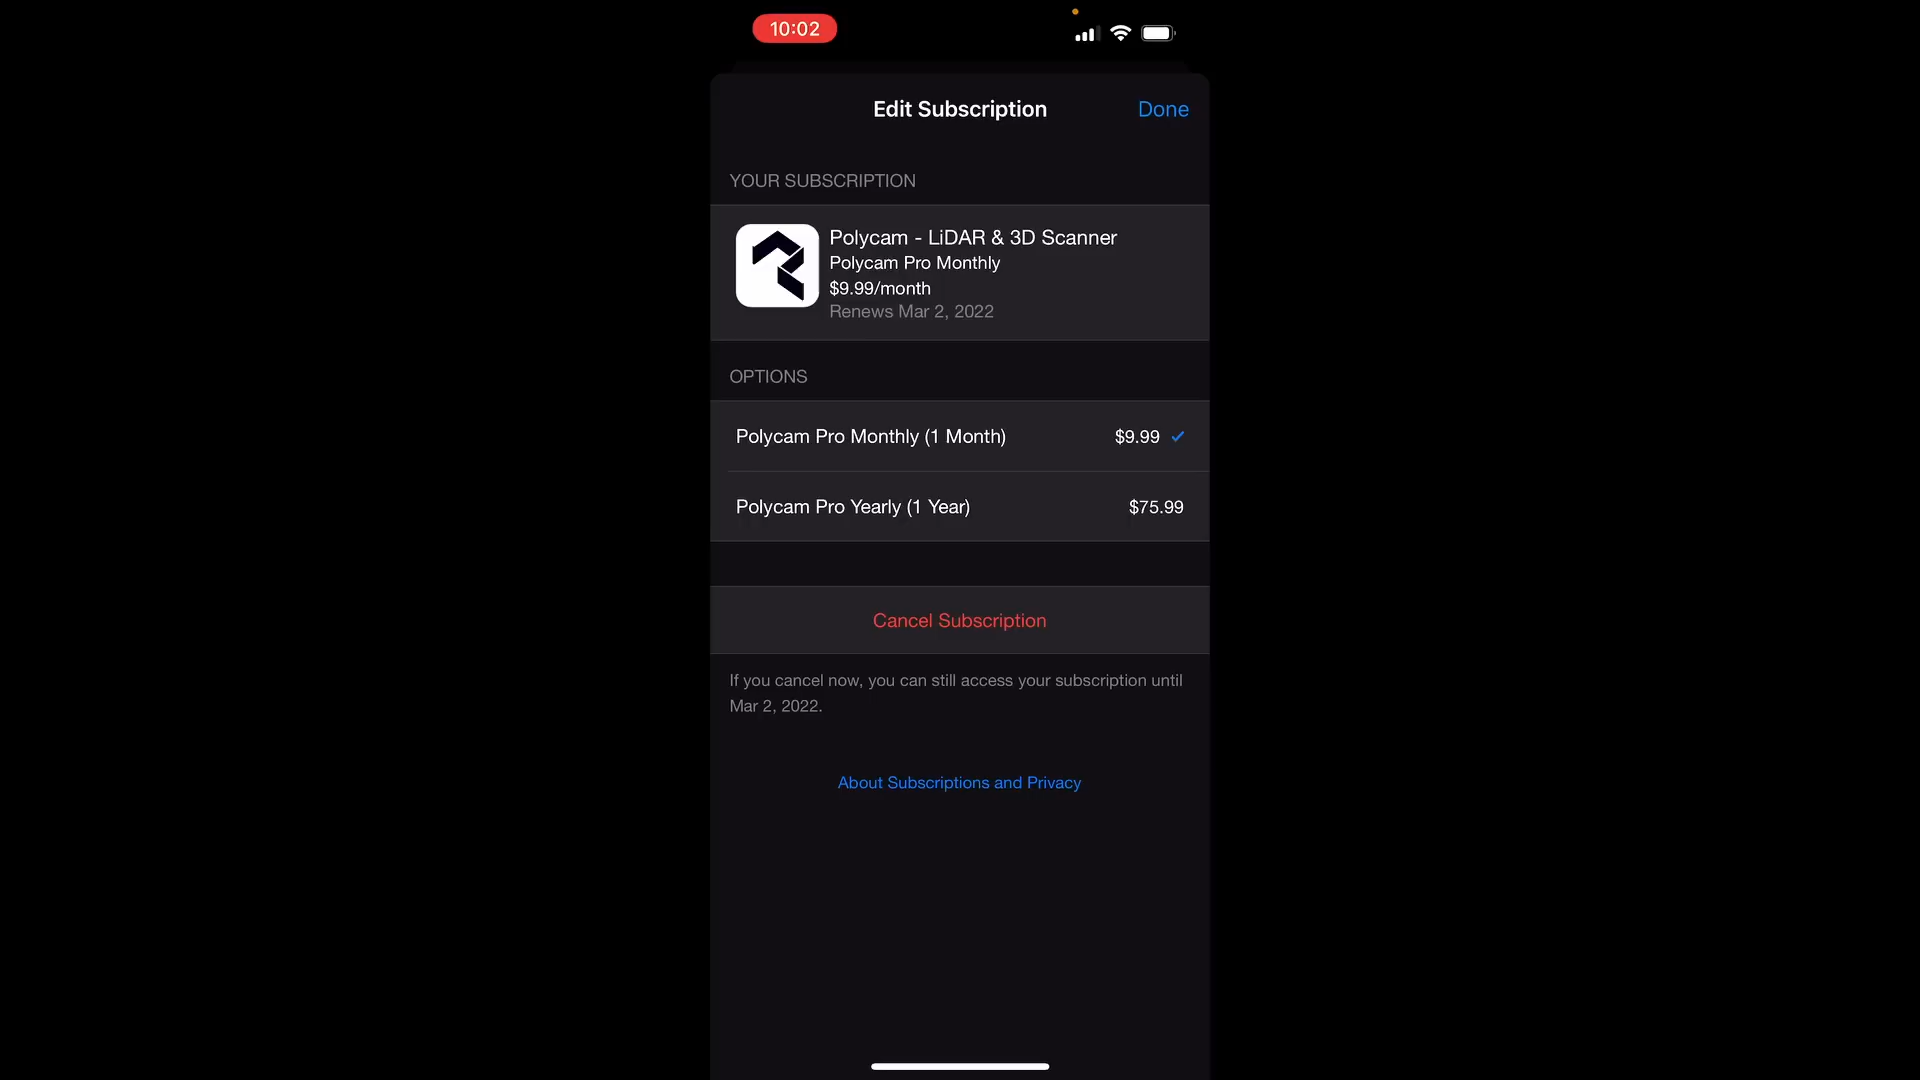 10:02
Edit Subscription
Done
YOUR SUBSCRIPTION
Polycam - LiDAR & 3D Scanner
Polycam Pro Monthly
$9.99/month
Renews Mar 2, 2022
OPTIONS
Polycam Pro Monthly (1 Month) $9.99
Polycam Pro Yearly (1 Year) $75.99
Cancel Subscription
If you cancel now, you can still access your subscription until
Mar 2, 2022.
About Subscriptions and Privacy